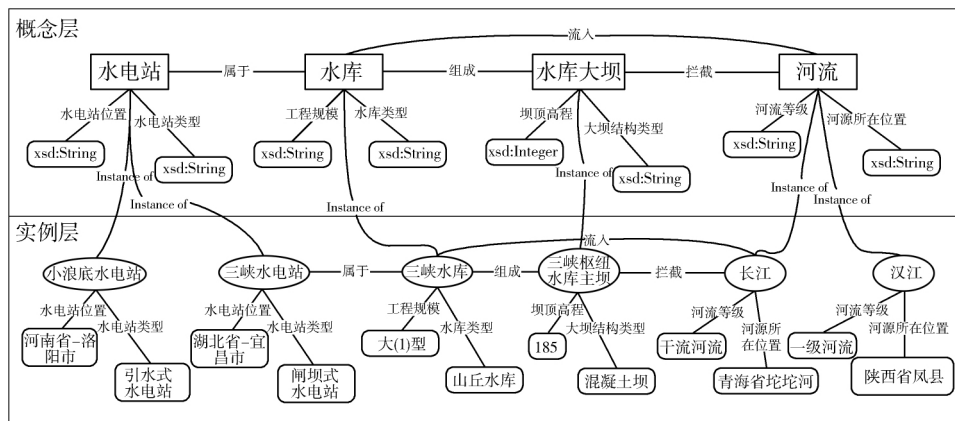 概念层
流入
水电站
属于
水库
组成
水库大坝
拦截
河流
水电站位置
水电站类型
工程规模
水库类型
坝顶高程
大坝结构类型
河流等级
河源所在位置
xsd:String
xsd:String
xsd:String
xsd:String
xsd:Integer
xsd:String
xsd:String
xsd:String
Instance of
Instance of
Instance of
Instance of
Instance of
Instance of
实例层
流入
小浪底水电站
三峡水电站
属于
三峡水库
组成
三峡枢纽
水库主坝
拦截
长江
汉江
水电站位置
水电站类型
水电站位置
水电站类型
工程规模
水库类型
坝顶高程
大坝结构类型
河流等级
河源所
在位置
河流等级
河源所在位置
河南省-洛
阳市
引水式
水电站
湖北省-宜
昌市
闸坝式
水电站
大(1)型
山丘水库
185
混凝土坝
干流河流
青海省坨坨河
一级河流
陕西省凤县